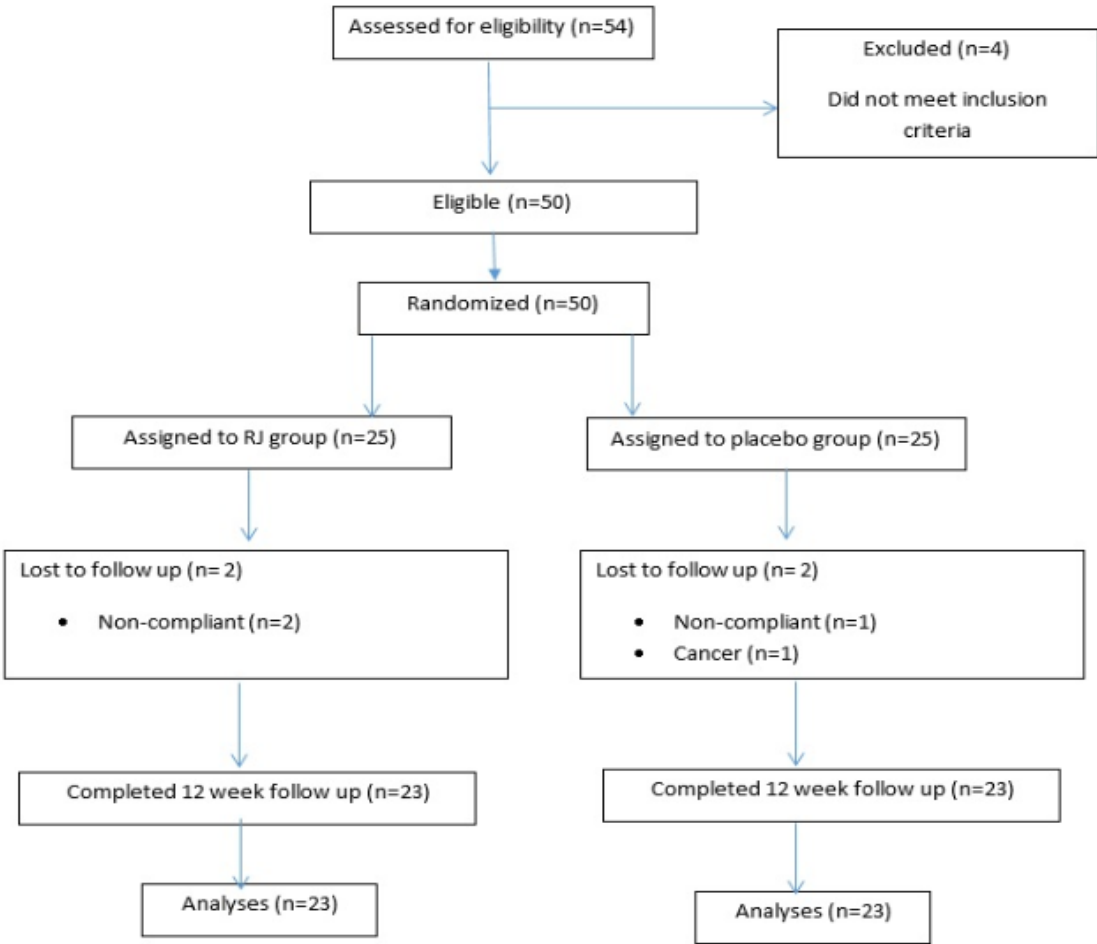 Assessed for eligibility (n=54)
Excluded (n=4)
Did not meet inclusion
criteria
Eligible (n=50)
Randomized (n=50)
Assigned to RJ group (n=25)
Assigned to placebo group (n=25)
Lost to follow up (n= 2)
• Non-compliant (n=2)
Lost to follow up (n= 2)
• Non-compliant (n=1)
• Cancer (n=1)
Completed 12 week follow up (n=23)
Completed 12 week follow up (n=23)
Analyses (n=23)
Analyses (n=23)